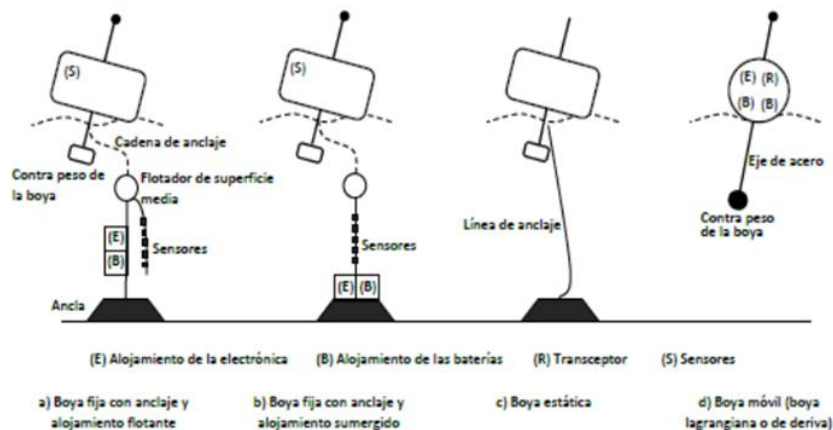 (S)
(S)
(E) (R)
(B) (B)
Cadena de anclaje
Eje de acero
Contra peso de
la boya
Flotador de superficie
media
Contra peso
de la boya
Línea de anclaje
(E)
(B)
Sensores
Sensores
(E) (B)
Ancla
(E) Alojamiento de la electrónica (B) Alojamiento de las baterías (R) Transceptor (S) Sensores
a) Boya fija con anclaje y
alojamiento flotante
b) Boya fija con anclaje y
alojamiento sumergido
c) Boya estática
d) Boya móvil (boya
lagrangiana o de deriva)